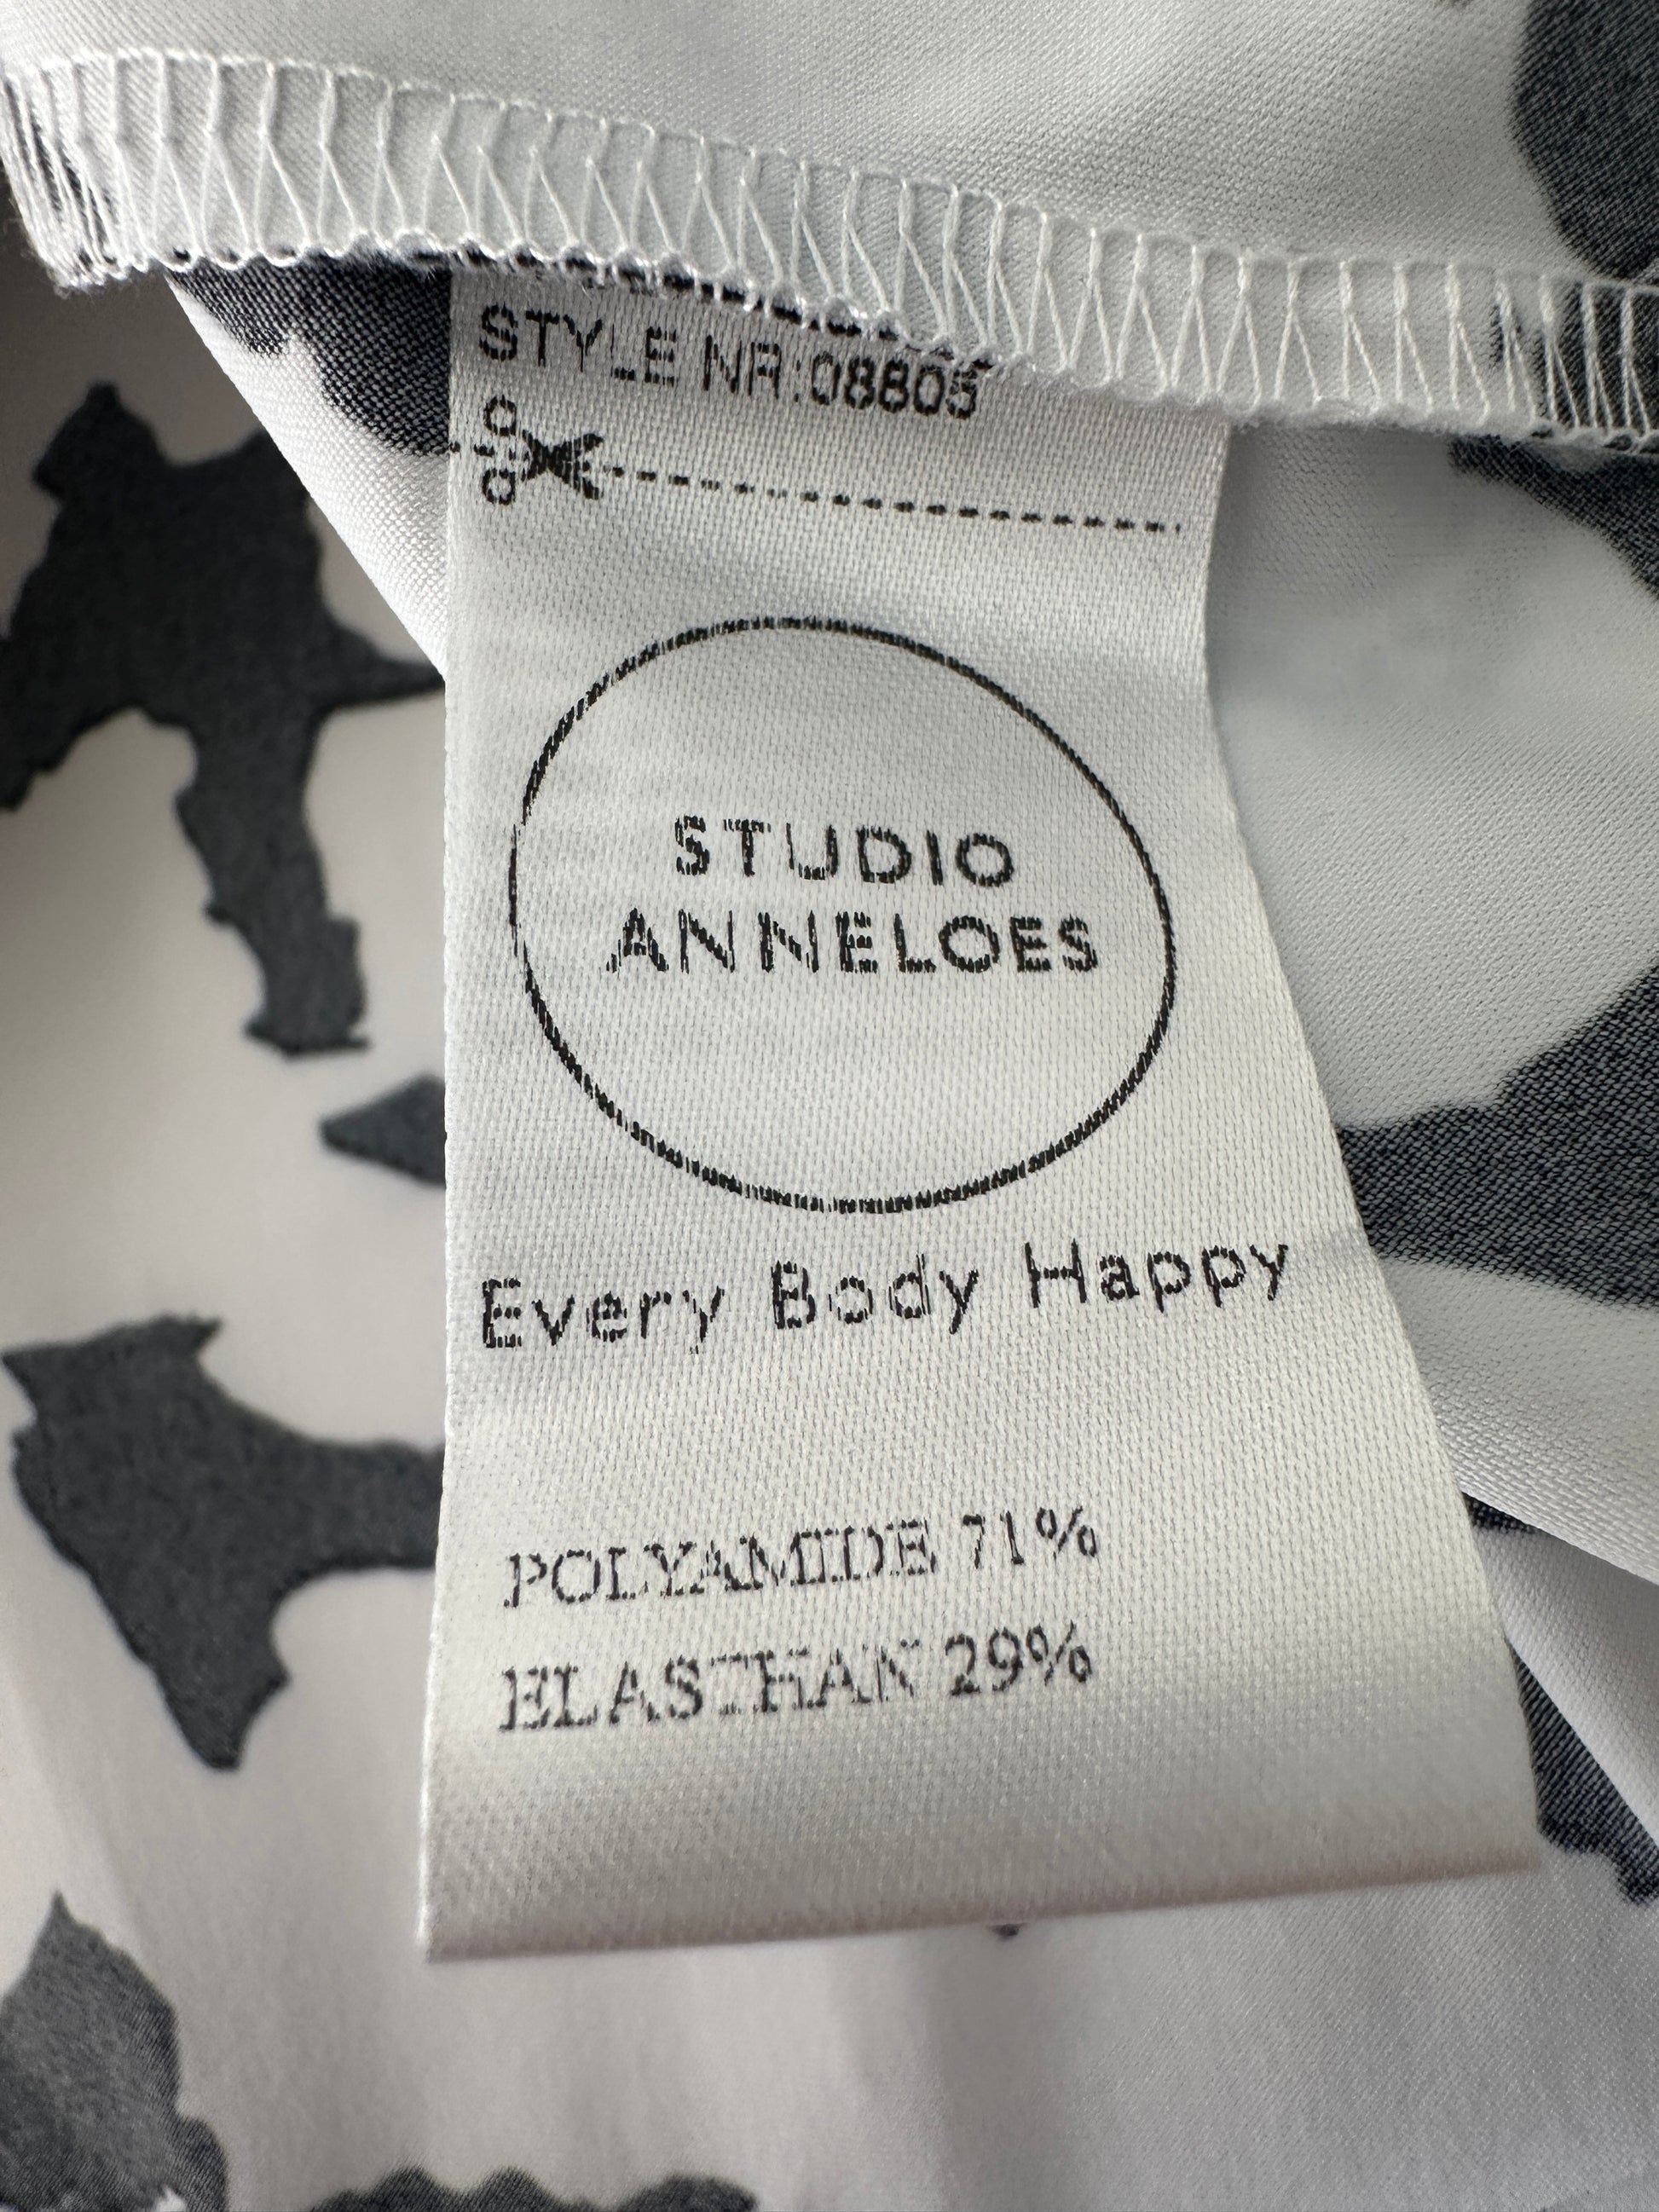 STYLE NR:08805
STUDIO
ANNELOES
Every Body Happy
POLYAMIDE 71%
ELASTHAN 29%